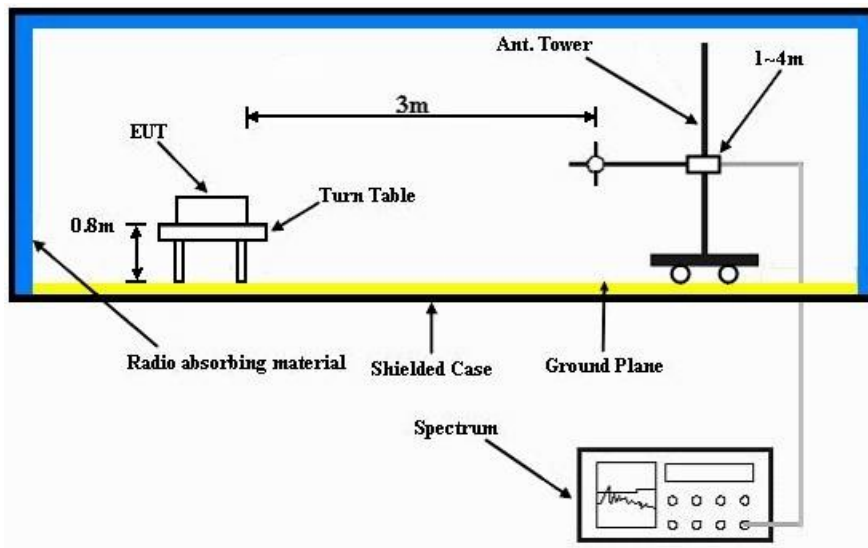 Ant. Tower
1~4m
3m
EUT
Turn Table
0.8m
Radio absorbing material
Shielded Case
Ground Plane
Spectrum